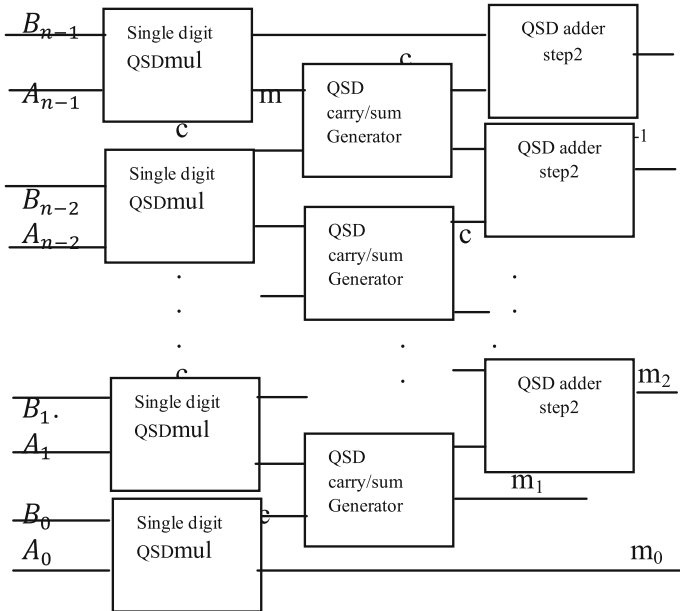 B_{n-1}
Single digit
QSDmul
QSD adder
step2
c
A_{n-1}
m
QSD
carry/sum
Generator
c
QSD adder
step2
-1
Single digit
QSDmul
B_{n-2}
A_{n-2}
QSD
carry/sum
Generator
c
c
Single digit
QSDmul
QSD adder
step2
m_2
B_1.
A_1
QSD
carry/sum
Generator
m_1
B_0
Single digit
QSDmul
c
A_0
m_0